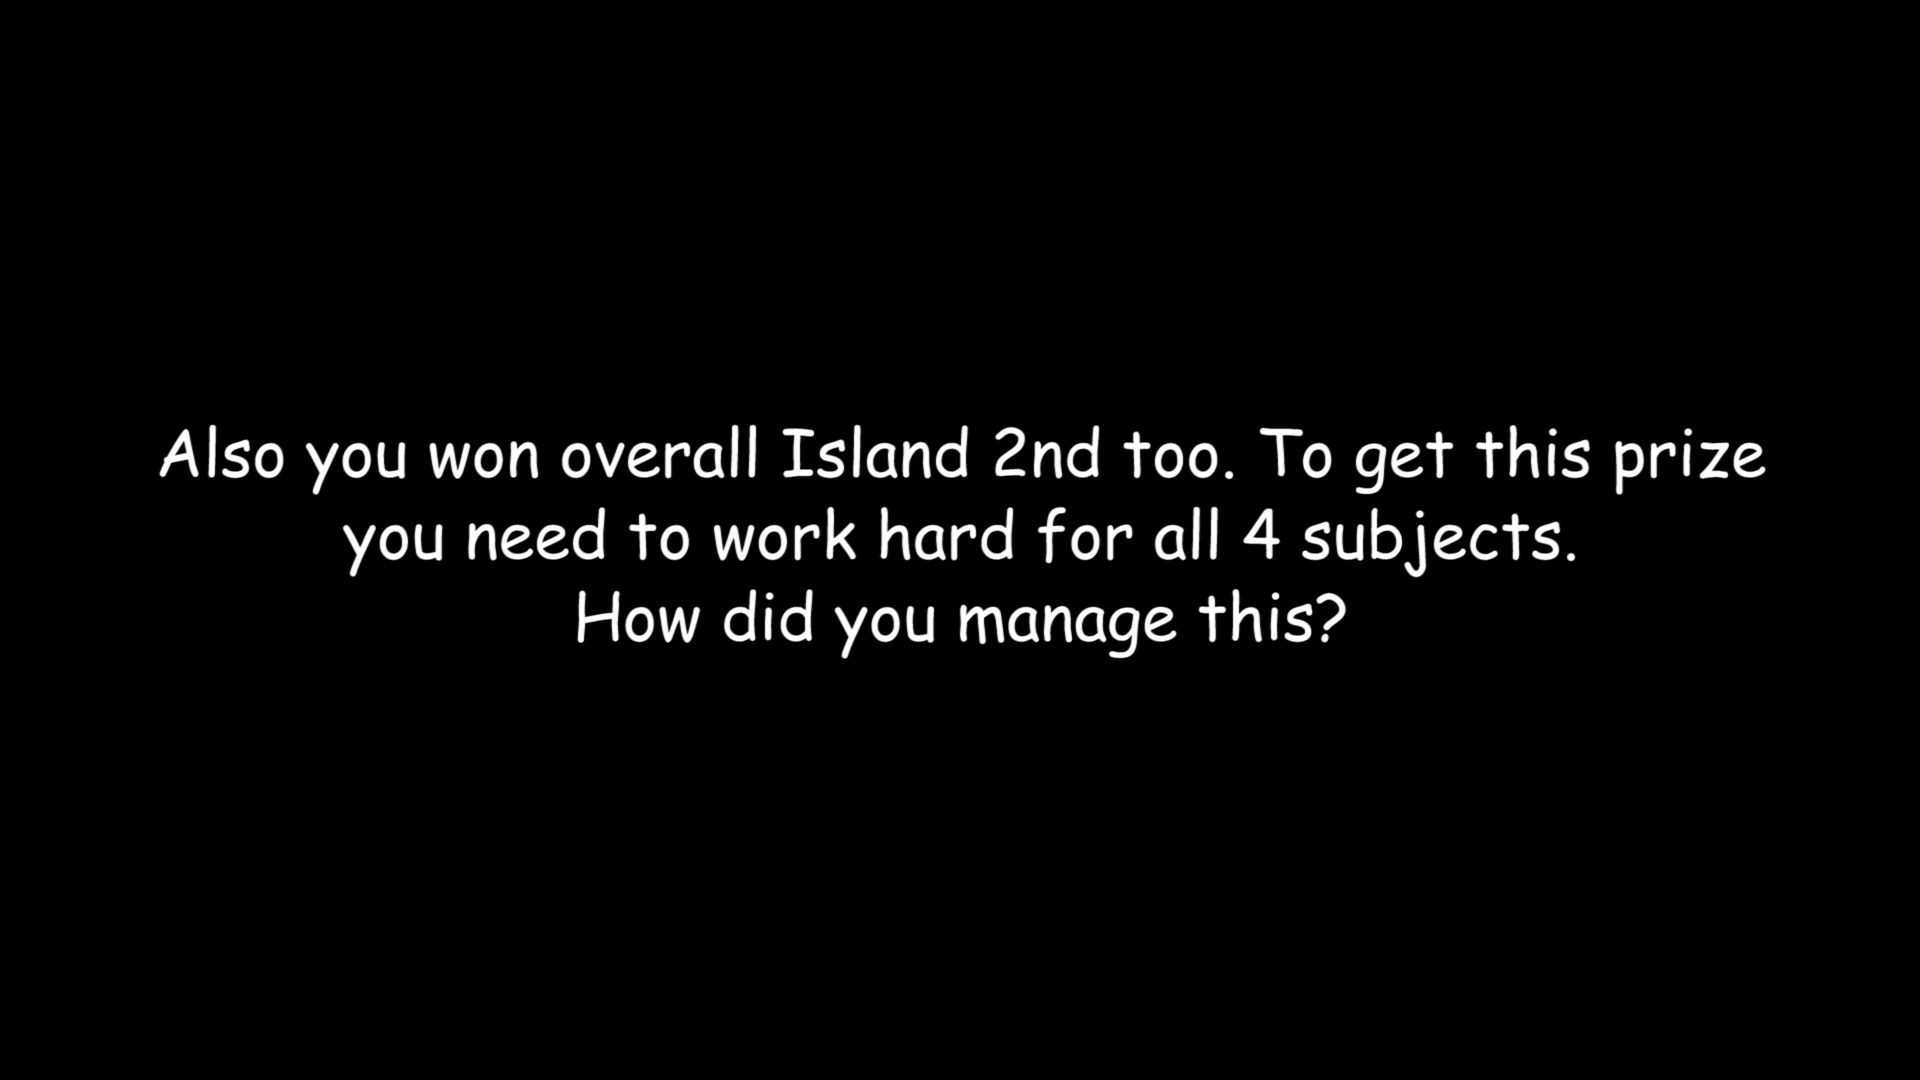 Also you won overall Island 2nd too. To get this prize
you need to work hard for all 4 subjects.
How did you manage this?